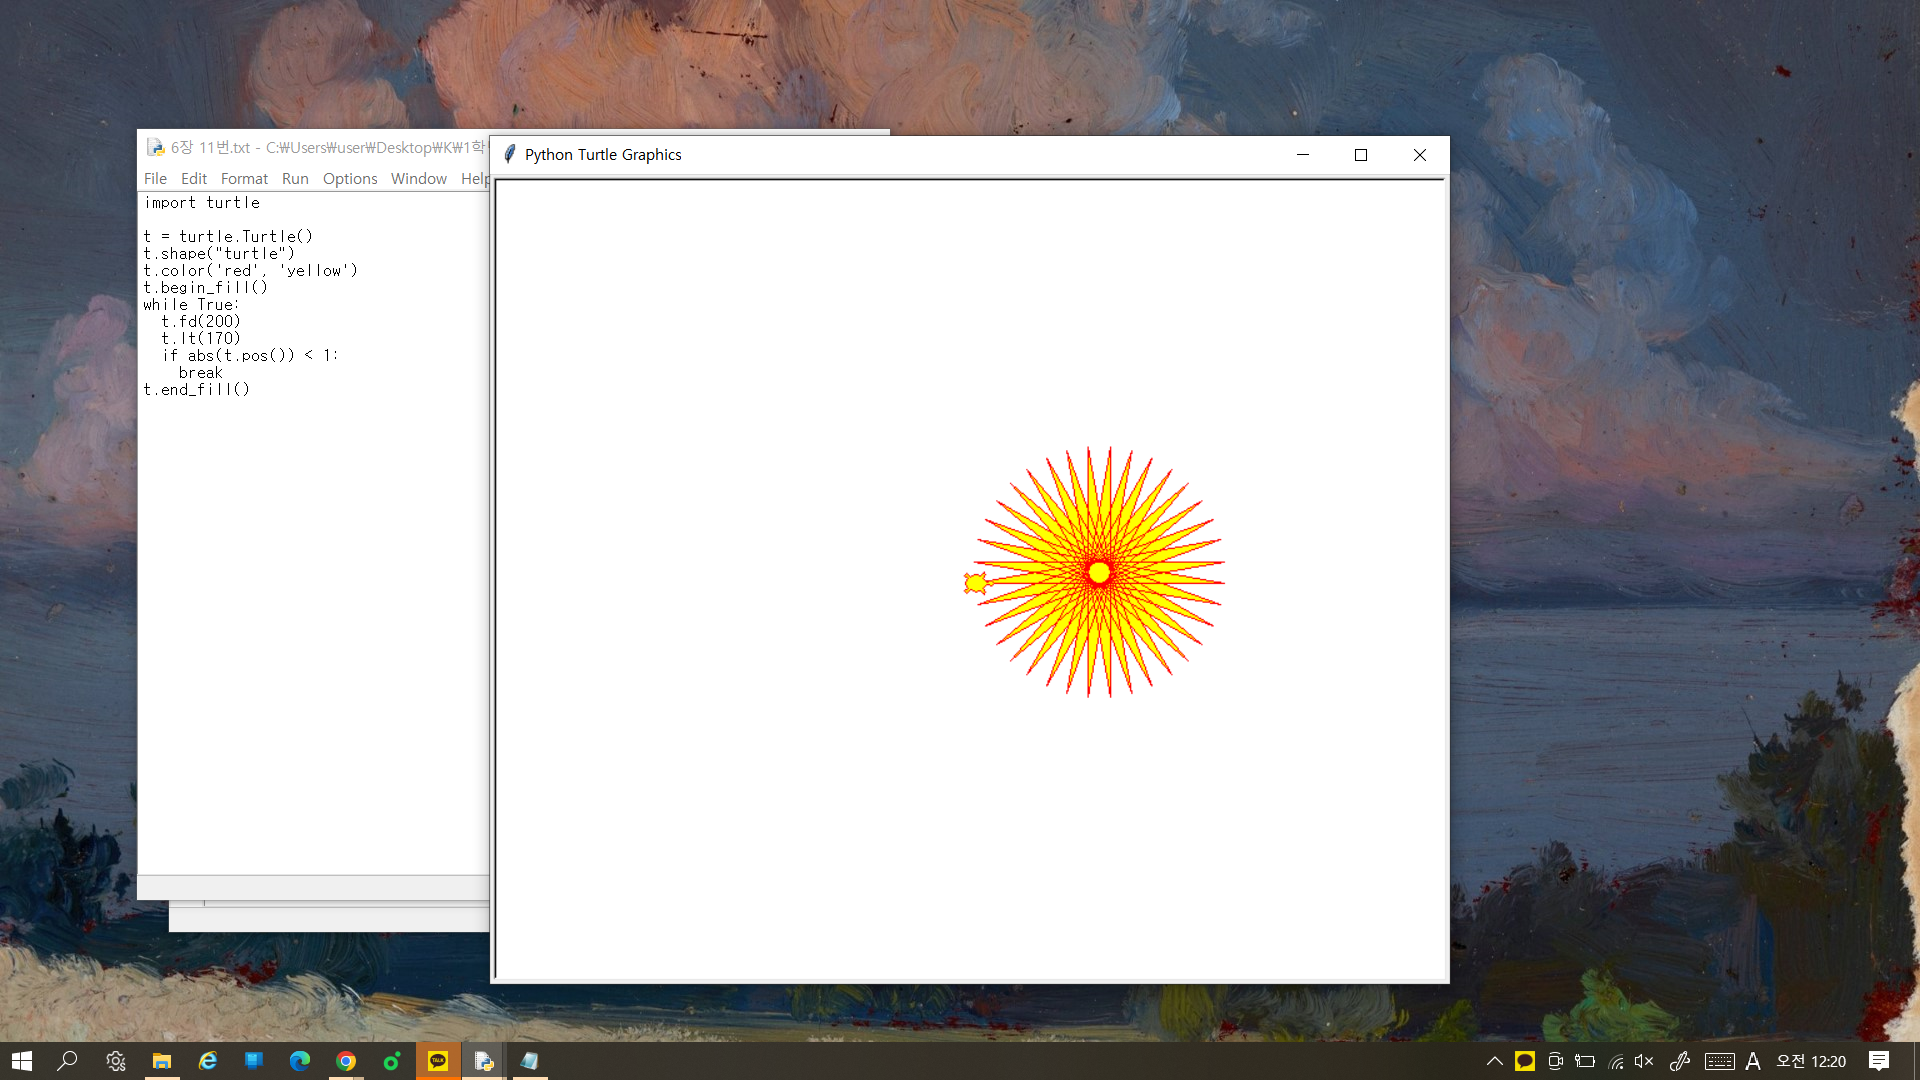 6장 11번.txt - C:₩Users₩user₩Desktop₩K₩1학
Python Turtle Graphics
File Edit Format Run Options Window Help
import turtle
t = turtle.Turtle()
t.shape("turtle")
t.color('red', 'yellow')
t.begin_fill()
while True:
  t.fd(200)
  t.lt(170)
  if abs(t.pos()) < 1:
    break
t.end_fill()
TALK
A
오전 12:20